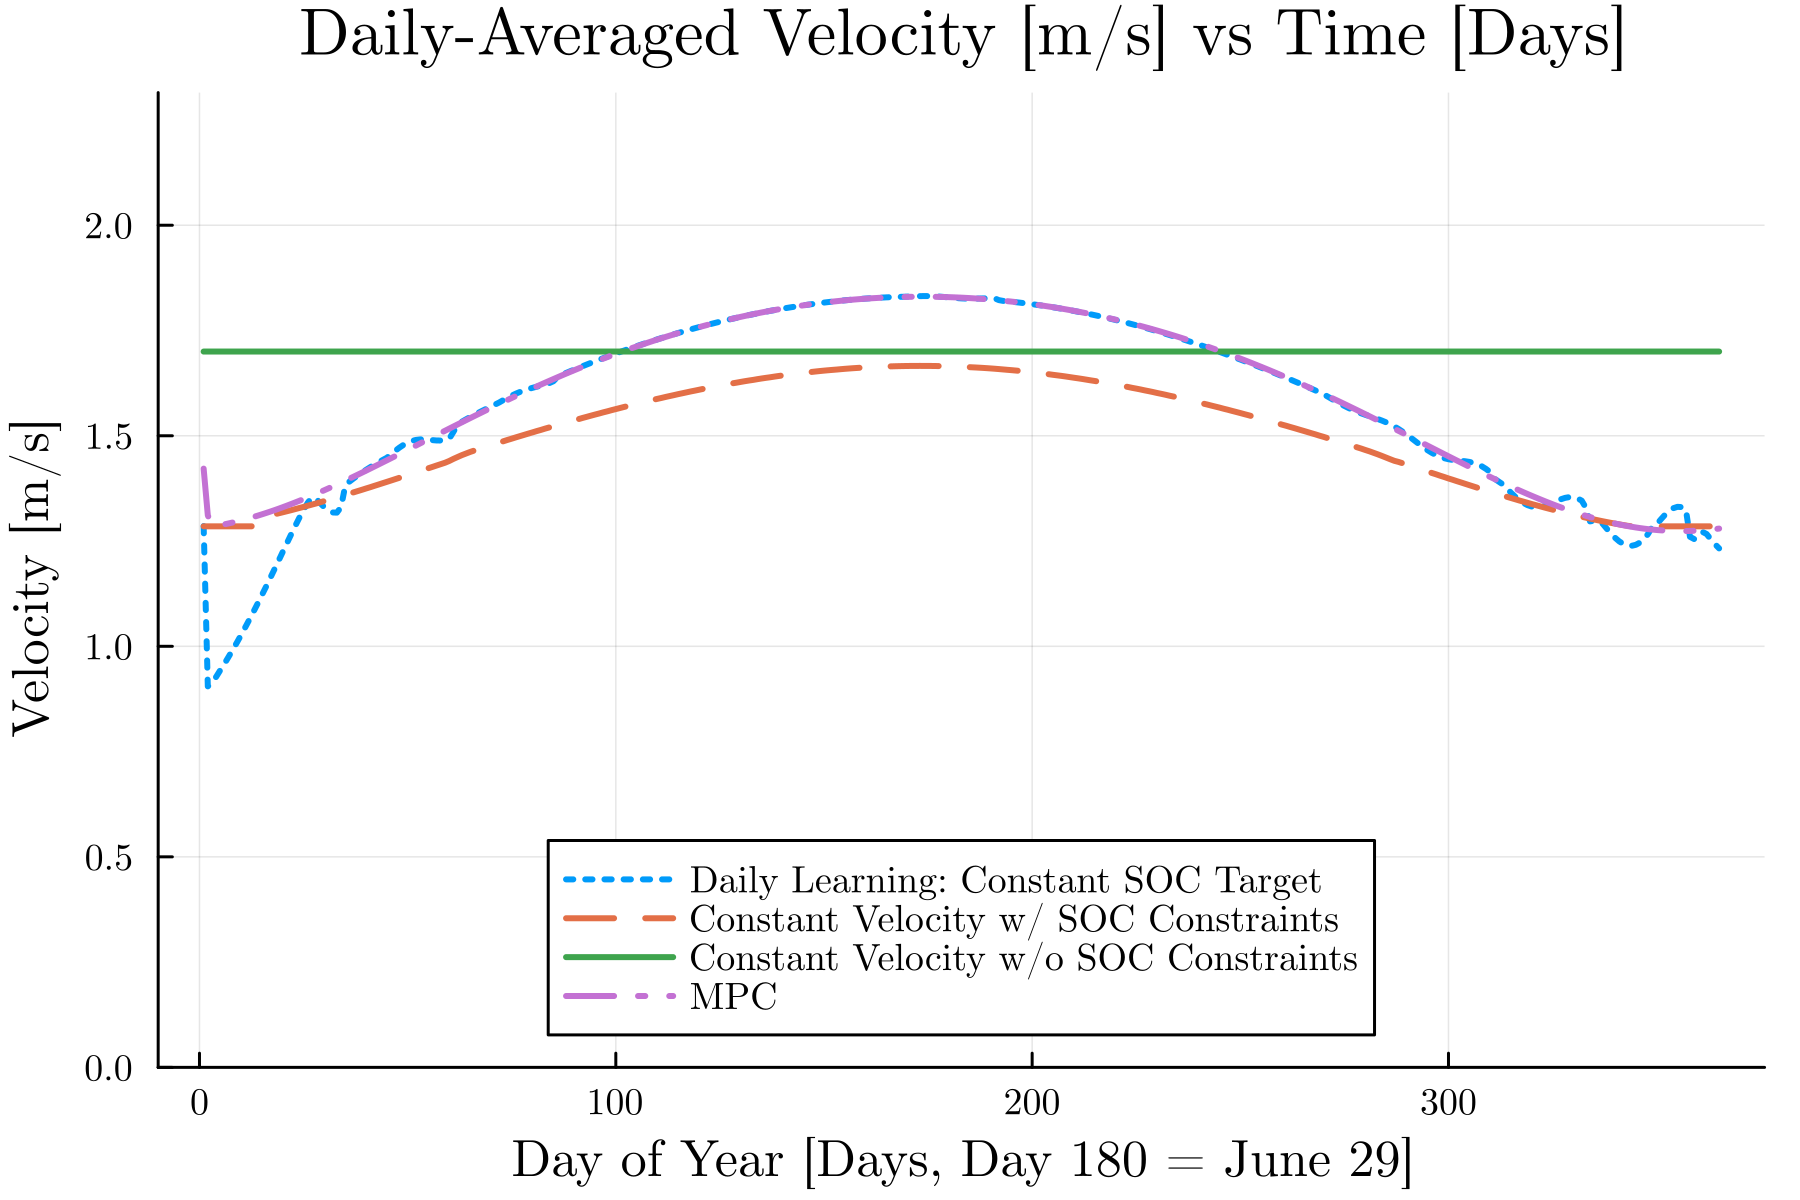 Daily-Averaged Velocity [m/s] vs Time [Days]
Velocity [m/s]
2.0
1.5
1.0
0.5
0.0
Daily Learning: Constant SOC Target
Constant Velocity w/ SOC Constraints
Constant Velocity w/o SOC Constraints
MPC
0 100 200 300
Day of Year [Days, Day 180 = June 29]